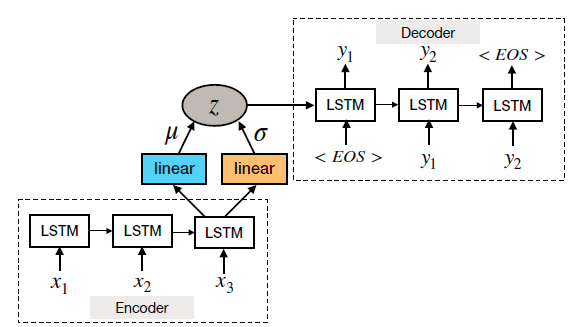 Decoder
y₁ y₂ < EOS >
LSTM LSTM LSTM
< EOS > y₁ y₂
z
μ σ
linear linear
LSTM LSTM LSTM
x₁ x₂ x₃
Encoder